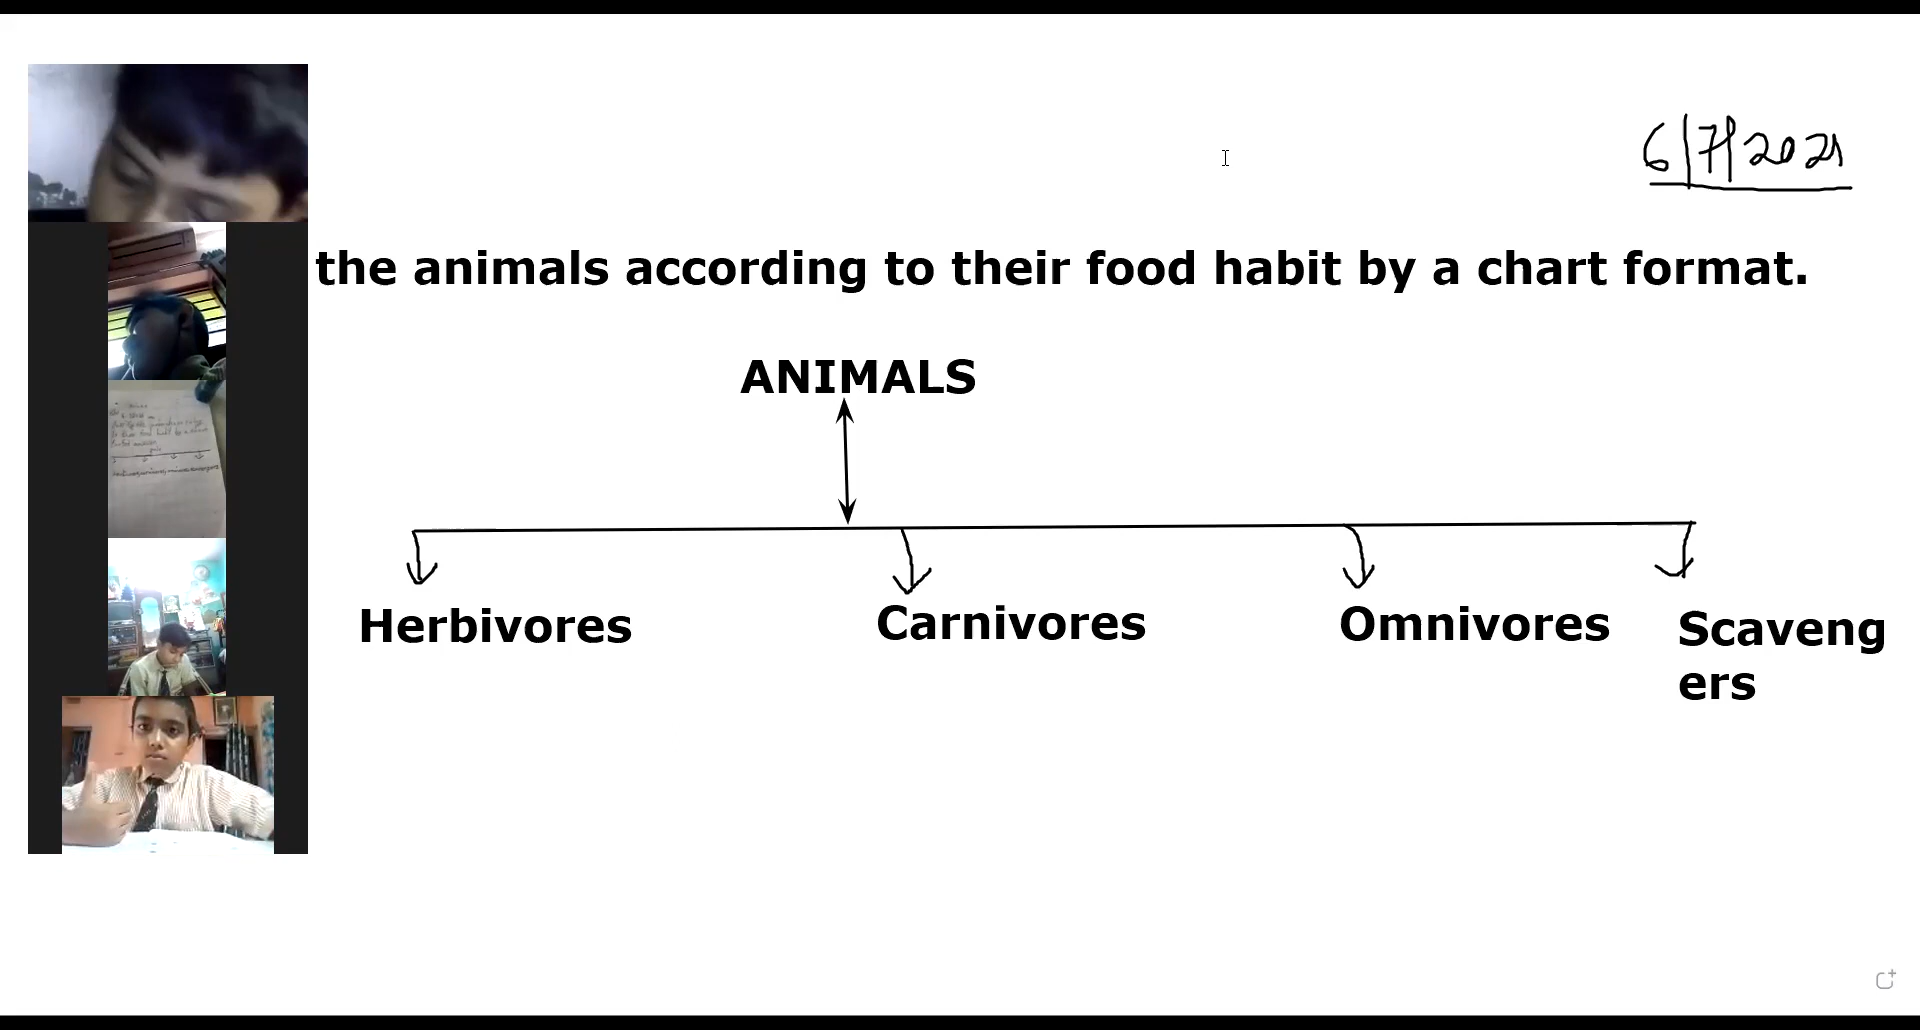 6/7/2021
the animals according to their food habit by a chart format.
ANIMALS
Herbivores Carnivores Omnivores Scaveng
ers